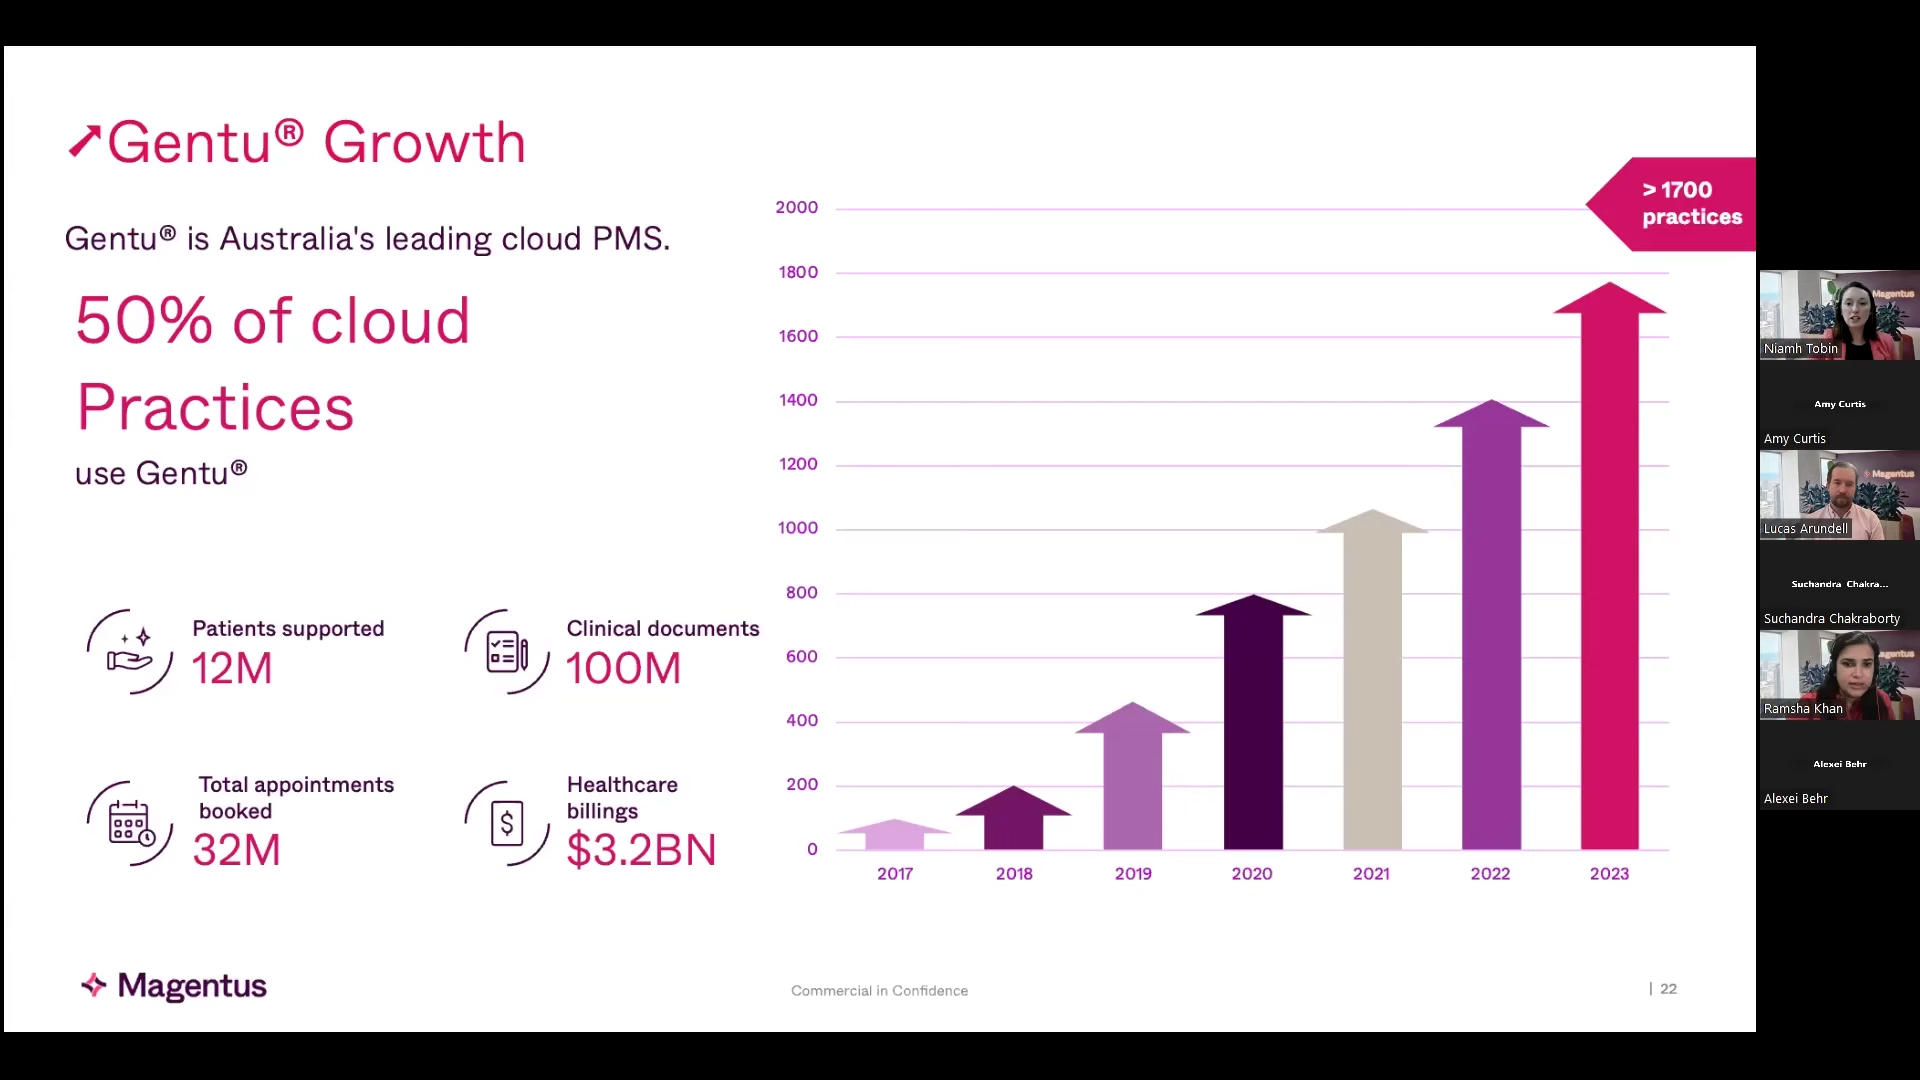 Gentu® Growth
Gentu® is Australia's leading cloud PMS.
50% of cloud
Practices
use Gentu®
Patients supported
12M
Clinical documents
100M
Total appointments
booked
32M
Healthcare
billings
$3.2BN
> 1700
practices
2000
1800
1600
1400
1200
1000
800
600
400
200
0
2017 2018 2019 2020 2021 2022 2023
Magentus
Commercial in Confidence
| 22
Magentus
Niamh Tobin
Amy Curtis
Amy Curtis
Magentus
Lucas Arundell
Suchandra Chakra...
Suchandra Chakraborty
agentus
Ramsha Khan
Alexei Behr
Alexei Behr